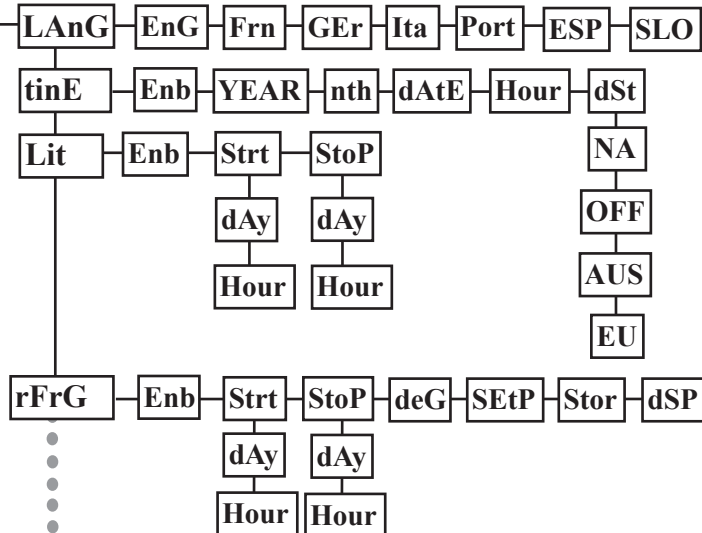 LAnG EnG Frn GEr Ita Port ESP SLO
tinE Enb YEAR nth dAtE Hour dSt
Lit Enb Strt StoP NA
dAy dAy OFF
Hour Hour AUS
EU
rFrG Enb Strt StoP deG SEtP Stor dSP
dAy dAy
Hour Hour